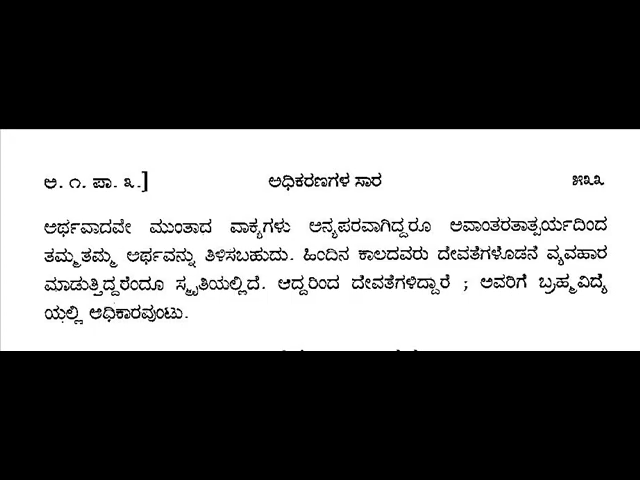 ಅ. ೧. ಪಾ. ೩.] ಅಧಿಕರಣಗಳ ಸಾರ ೫೩೩
ಅರ್ಥವಾದವೇ ಮುಂತಾದ ವಾಕ್ಯಗಳು ಅನ್ಯಪರವಾಗಿದ್ದರೂ ಅವಾಂತರತಾತ್ಪರ್ಯದಿಂದ
ತಮ್ಮತಮ್ಮ ಅರ್ಥವನ್ನು ತಿಳಿಸಬಹುದು. ಹಿಂದಿನ ಕಾಲದವರು ದೇವತೆಗಳೊಡನೆ ವ್ಯವಹಾರ
ಮಾಡುತ್ತಿದ್ದರೆಂದೂ ಸ್ಮೃತಿಯಲ್ಲಿದೆ. ಆದ್ದರಿಂದ ದೇವತೆಗಳಿದ್ದಾರೆ ; ಅವರಿಗೆ ಬ್ರಹ್ಮವಿದ್ಯೆ
ಯಲ್ಲಿ ಅಧಿಕಾರವುಂಟು.